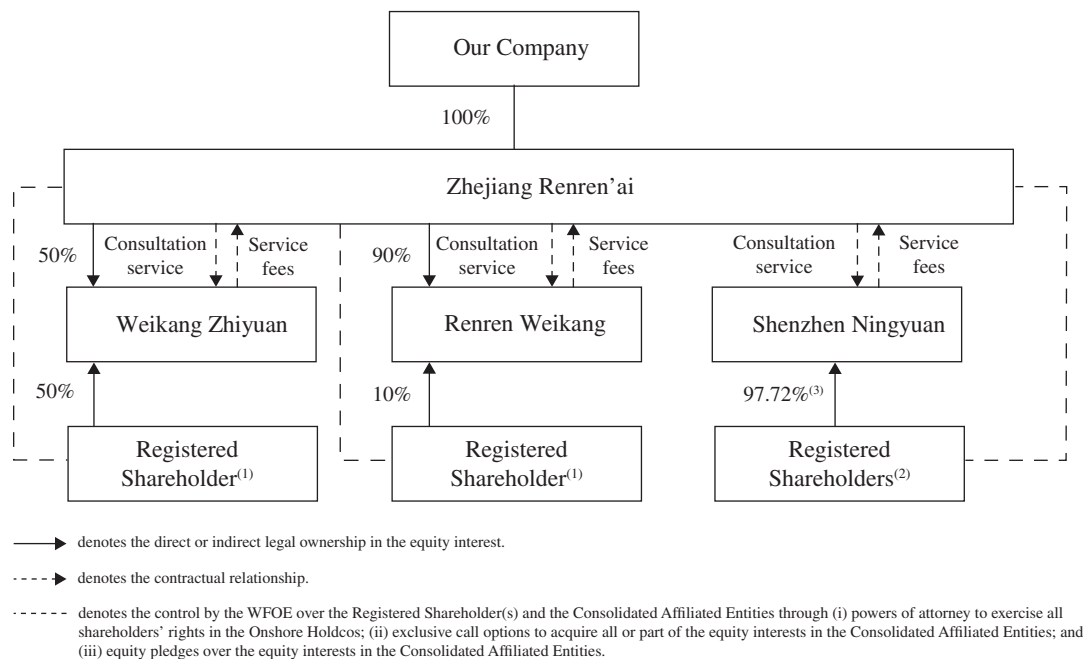 Our Company
100%
Zhejiang Renren’ai
50%
Consultation
service
Service
fees
90%
Consultation
service
Service
fees
Consultation
service
Service
fees
Weikang Zhiyuan
Renren Weikang
Shenzhen Ningyuan
50%
10%
97.72%(3)
Registered
Shareholder(1)
Registered
Shareholder(1)
Registered
Shareholders(2)
denotes the direct or indirect legal ownership in the equity interest.
denotes the contractual relationship.
denotes the control by the WFOE over the Registered Shareholder(s) and the Consolidated Affiliated Entities through (i) powers of attorney to exercise all
shareholders’ rights in the Onshore Holdcos; (ii) exclusive call options to acquire all or part of the equity interests in the Consolidated Affiliated Entities; and
(iii) equity pledges over the equity interests in the Consolidated Affiliated Entities.